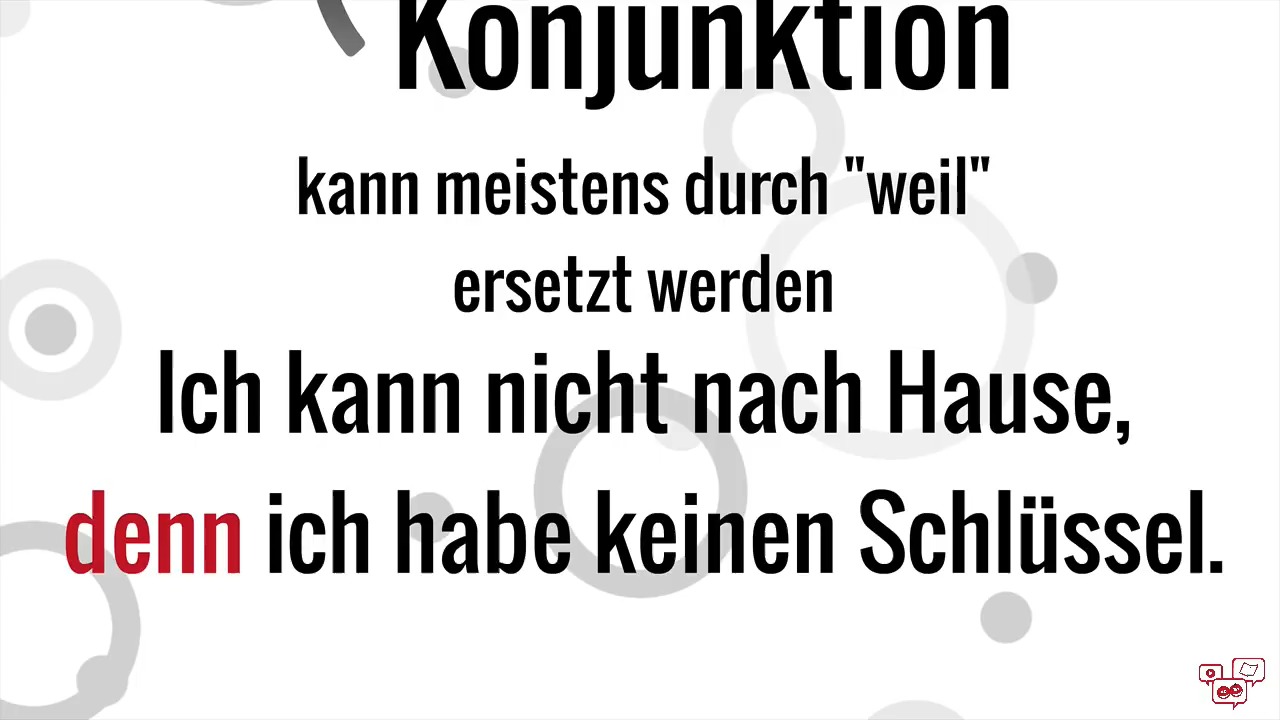 Konjunktion
kann meistens durch "weil"
ersetzt werden
Ich kann nicht nach Hause,
denn ich habe keinen Schlüssel.